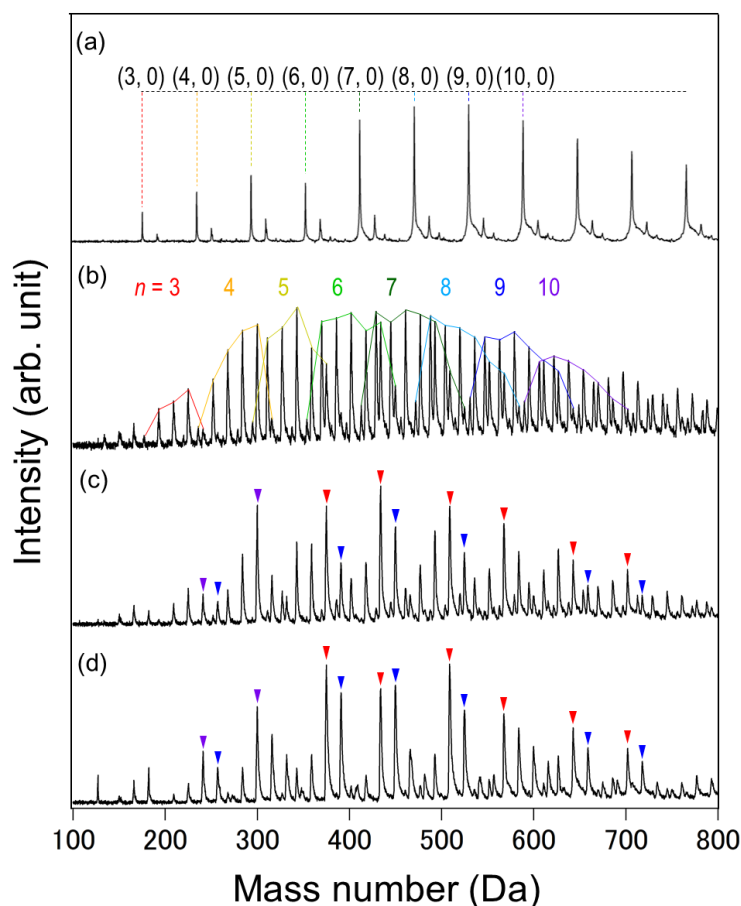 (a)
(3, 0) (4, 0) (5, 0) (6, 0) (7, 0) (8, 0) (9, 0) (10, 0)
(b)
n = 3 4 5 6 7 8 9 10
(c)
(d)
Intensity (arb. unit)
100 200 300 400 500 600 700 800
Mass number (Da)